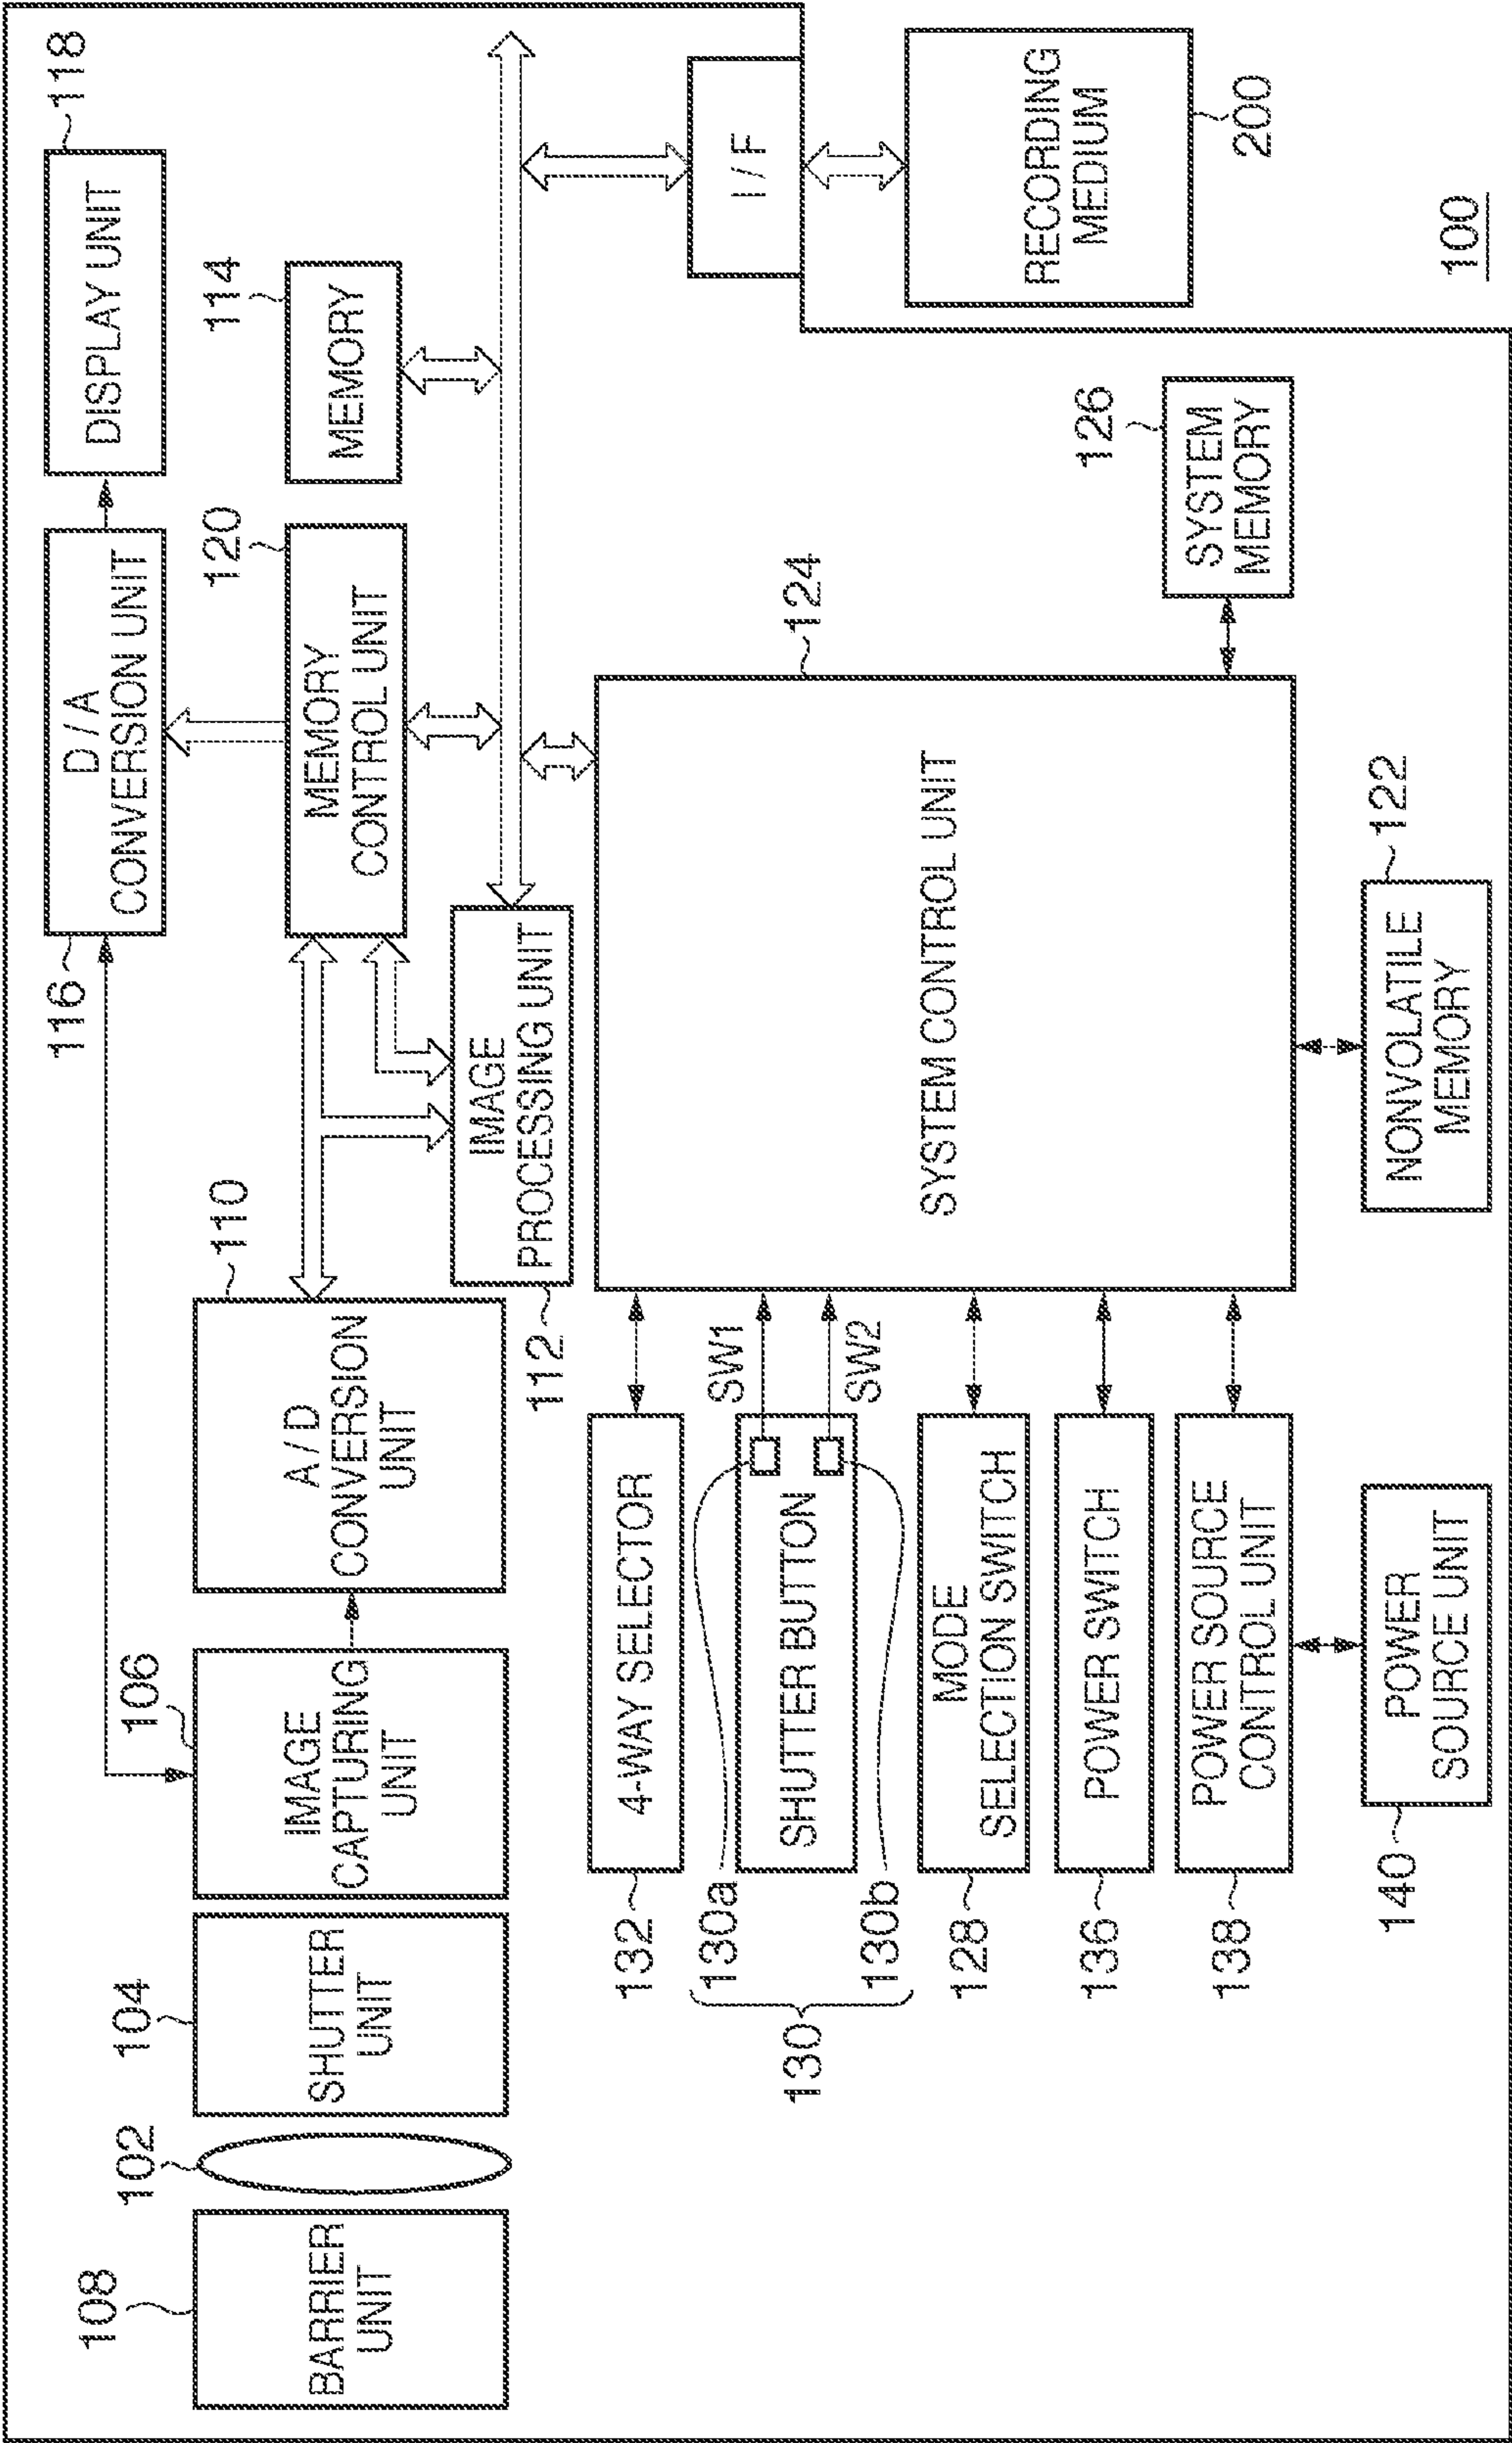 108
BARRIER
UNIT
102
104
SHUTTER
UNIT
106
IMAGE
CAPTURING
UNIT
110
A / D
CONVERSION
UNIT
116
D / A
CONVERSION UNIT
118
DISPLAY UNIT
120
MEMORY
CONTROL UNIT
114
MEMORY
112
IMAGE
PROCESSING UNIT
132
4-WAY SELECTOR
130
130a
130b
SHUTTER BUTTON
SW1
SW2
128
MODE
SELECTION SWITCH
136
POWER SWITCH
138
POWER SOURCE
CONTROL UNIT
140
POWER
SOURCE UNIT
124
SYSTEM CONTROL UNIT
122
NONVOLATILE
MEMORY
126
SYSTEM
MEMORY
I / F
RECORDING
MEDIUM
200
100